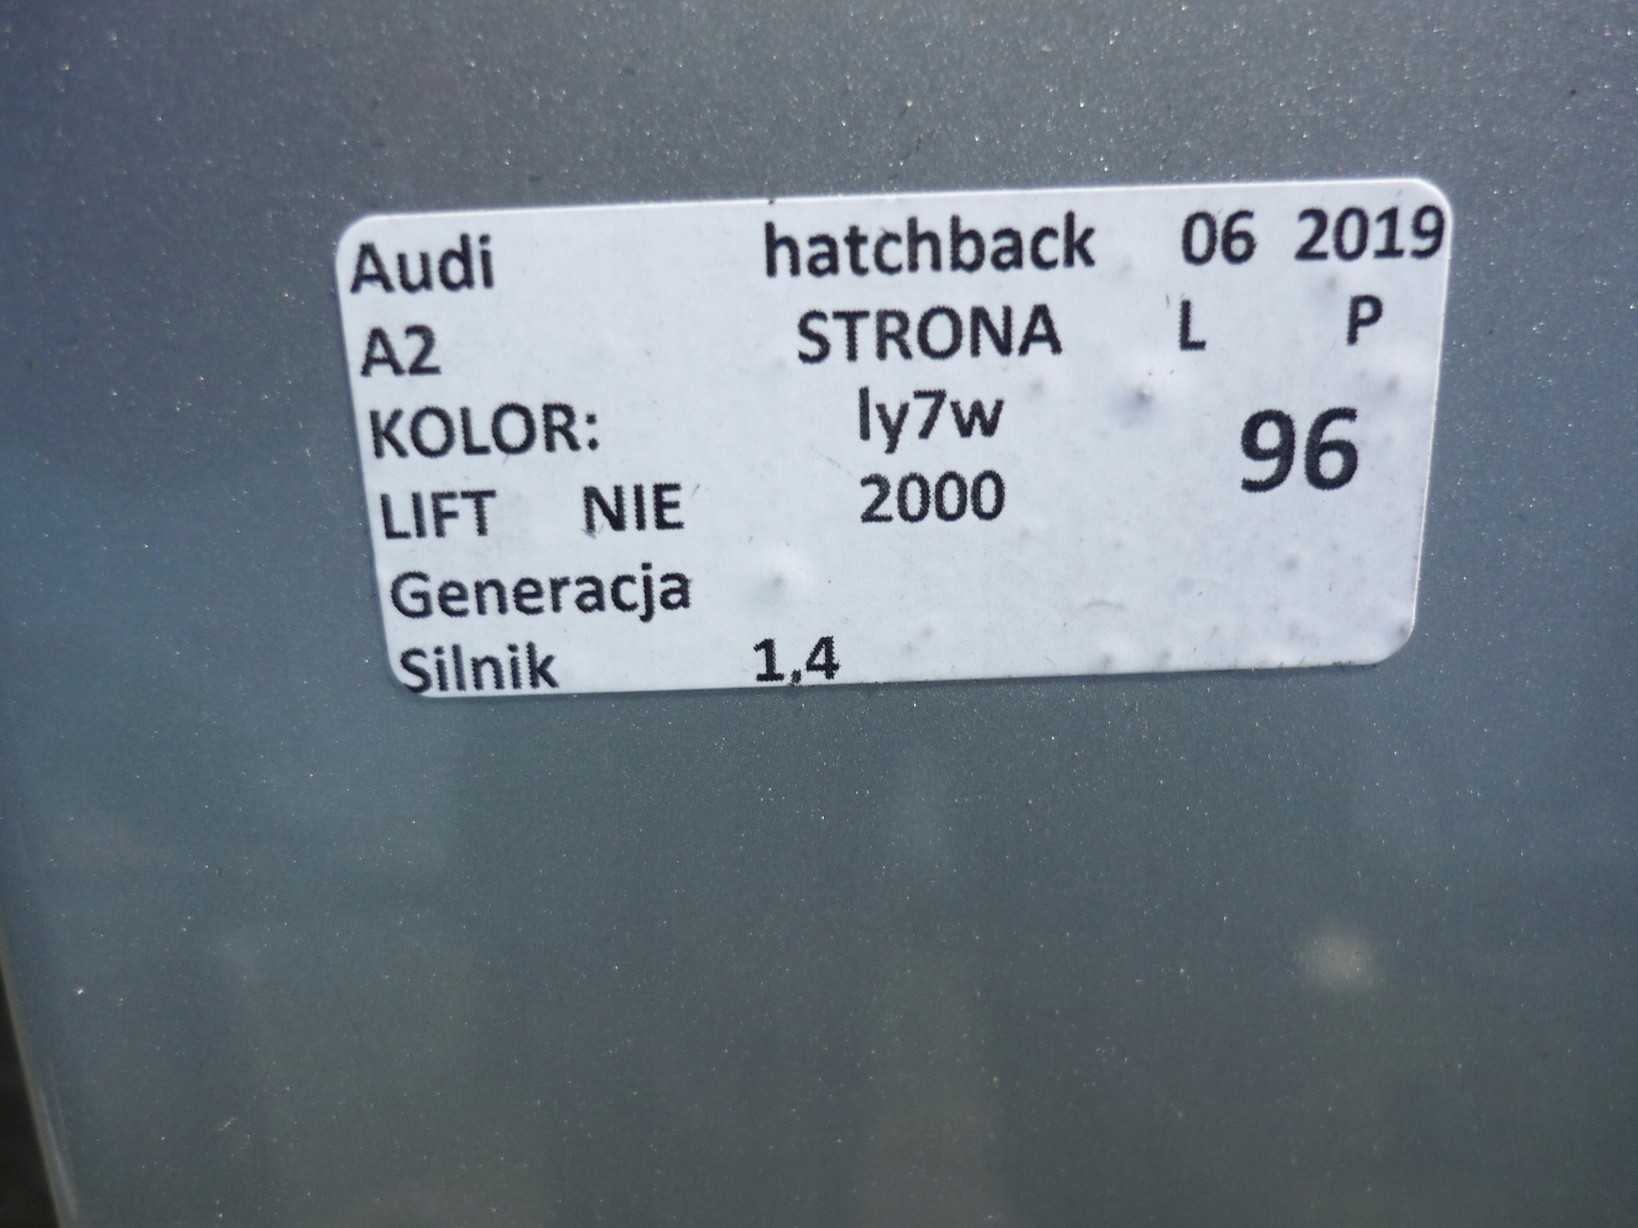 Audi hatchback 06 2019
A2 STRONA L P
KOLOR: ly7w 96
LIFT NIE 2000
Generacja
Silnik 1,4